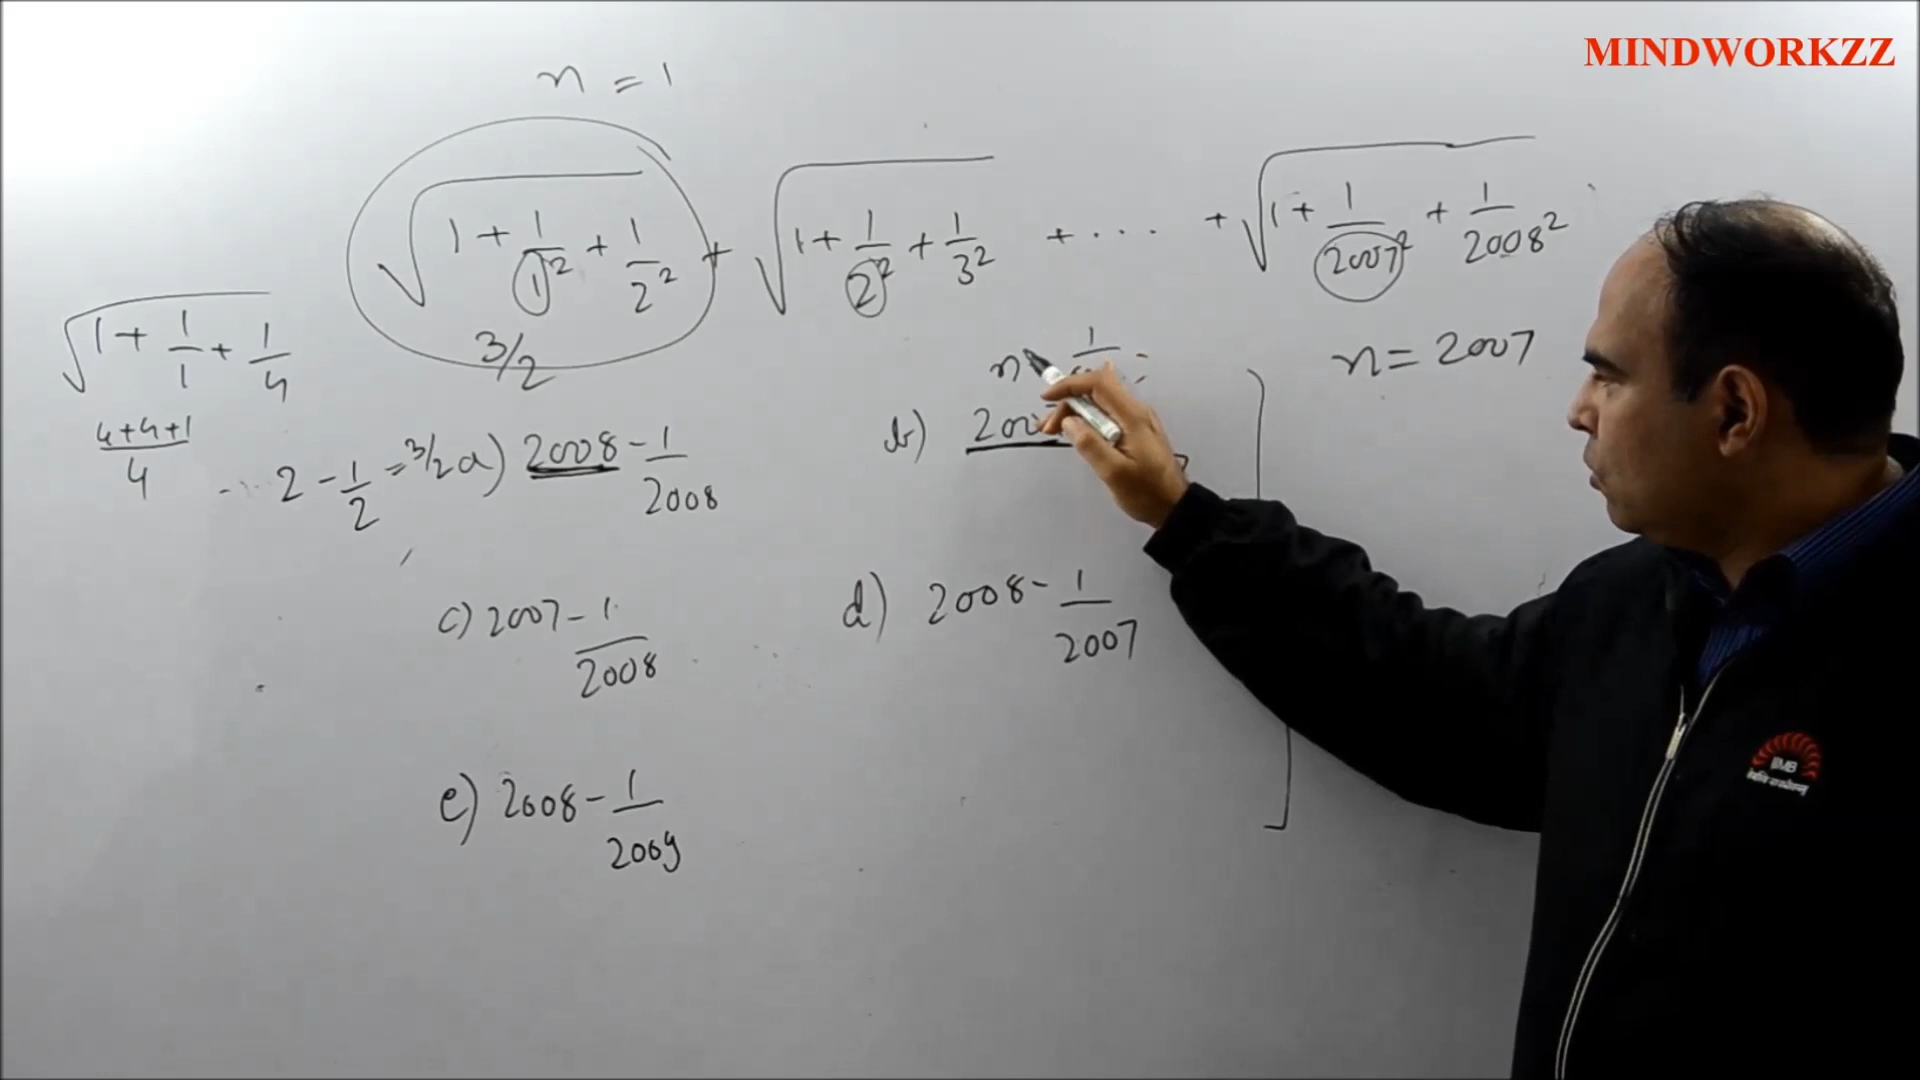 MINDWORKZZ
n = 1
√(1 + 1/1² + 1/2²) + √(1 + 1/2² + 1/3²) + .... + √(1 + 1/2007² + 1/2008²)
√(1 + 1/1 + 1/4)
3/2
n
1
n = 2007
4+4+1/4
2 - 1/2 = 3/2
a) 2008 - 1/2008
b) 200
c) 2007 - 1/2008
d) 2008 - 1/2007
e) 2008 - 1/2009
IIMB